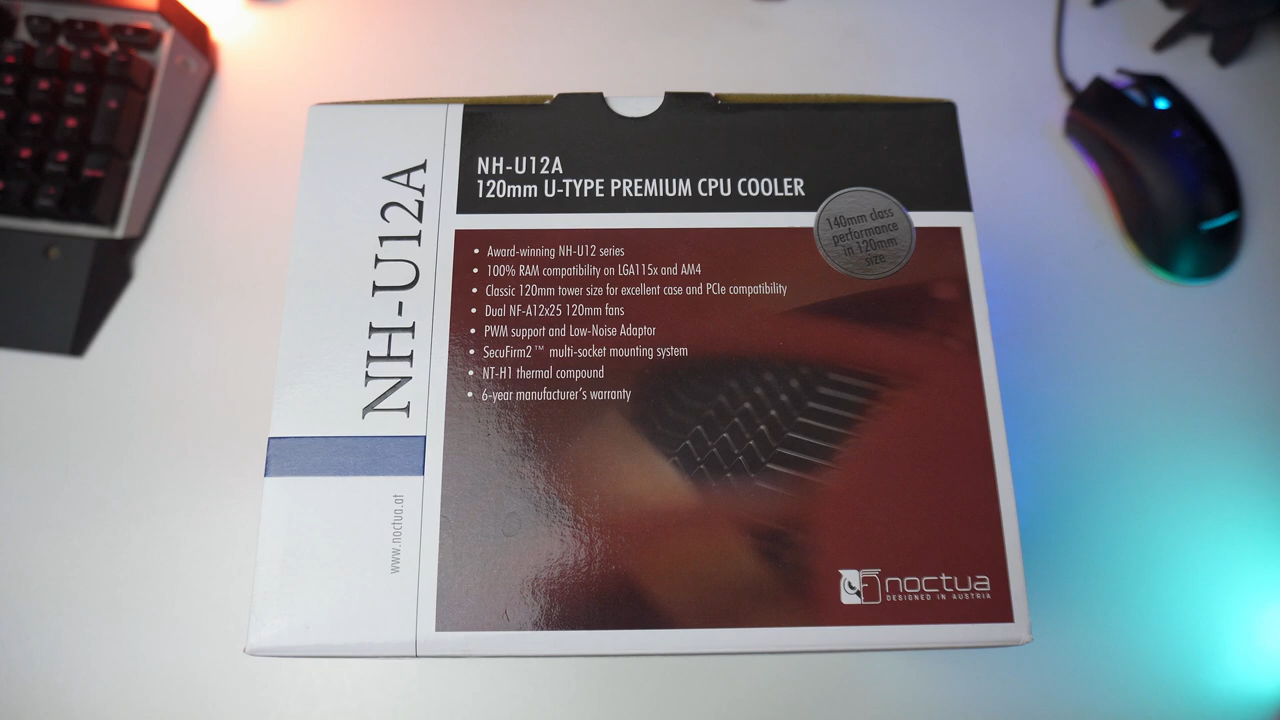 NH-U12A
www.noctua.at
NH-U12A
120mm U-TYPE PREMIUM CPU COOLER
140mm class
performance
in 120mm
size
• Award-winning NH-U12 series
• 100% RAM compatibility on LGA115x and AM4
• Classic 120mm tower size for excellent case and PCIe compatibility
• Dual NF-A12x25 120mm fans
• PWM support and Low-Noise Adaptor
• SecuFirm2™ multi-socket mounting system
• NT-H1 thermal compound
• 6-year manufacturer's warranty
noctua
DESIGNED IN AUSTRIA